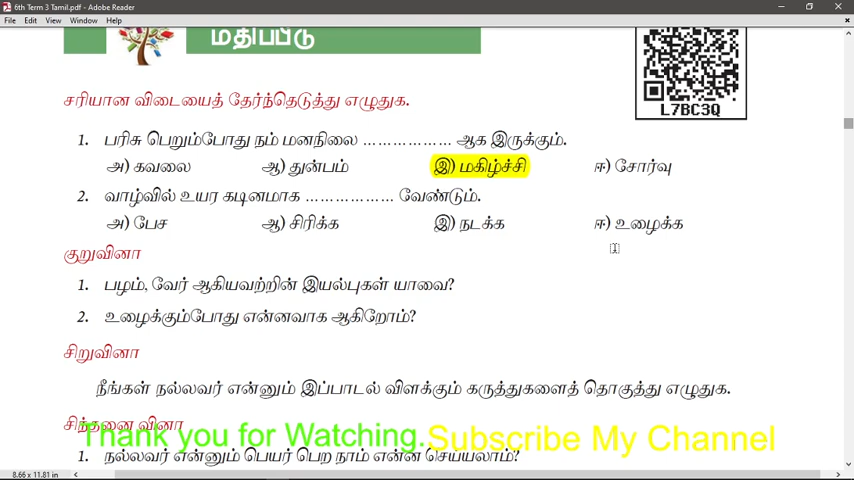 6th Term 3 Tamil.pdf - Adobe Reader
File Edit View Window Help
மதிப்பீடு
L7BC3Q
சரியான விடையைத் தேர்ந்தெடுத்து எழுதுக.
1. பரிசு பெறும்போது நம் மனநிலை .................. ஆக இருக்கும்.
அ) கவலை ஆ) துன்பம் இ) மகிழ்ச்சி ஈ) சோர்வு
2. வாழ்வில் உயர கடினமாக .................. வேண்டும்.
அ) பேச ஆ) சிரிக்க இ) நடக்க ஈ) உழைக்க
குறுவினா
1. பழம், வேர் ஆகியவற்றின் இயல்புகள் யாவை?
2. உழைக்கும்போது என்னவாக ஆகிறோம்?
சிறுவினா
நீங்கள் நல்லவர் என்னும் இப்பாடல் விளக்கும் கருத்துகளைத் தொகுத்து எழுதுக.
சிந்தனை வினா
Thank you for Watching. Subscribe My Channel
1. நல்லவர் என்னும் பெயர் பெற நாம் என்ன செய்யலாம்?
8.66 x 11.81 in